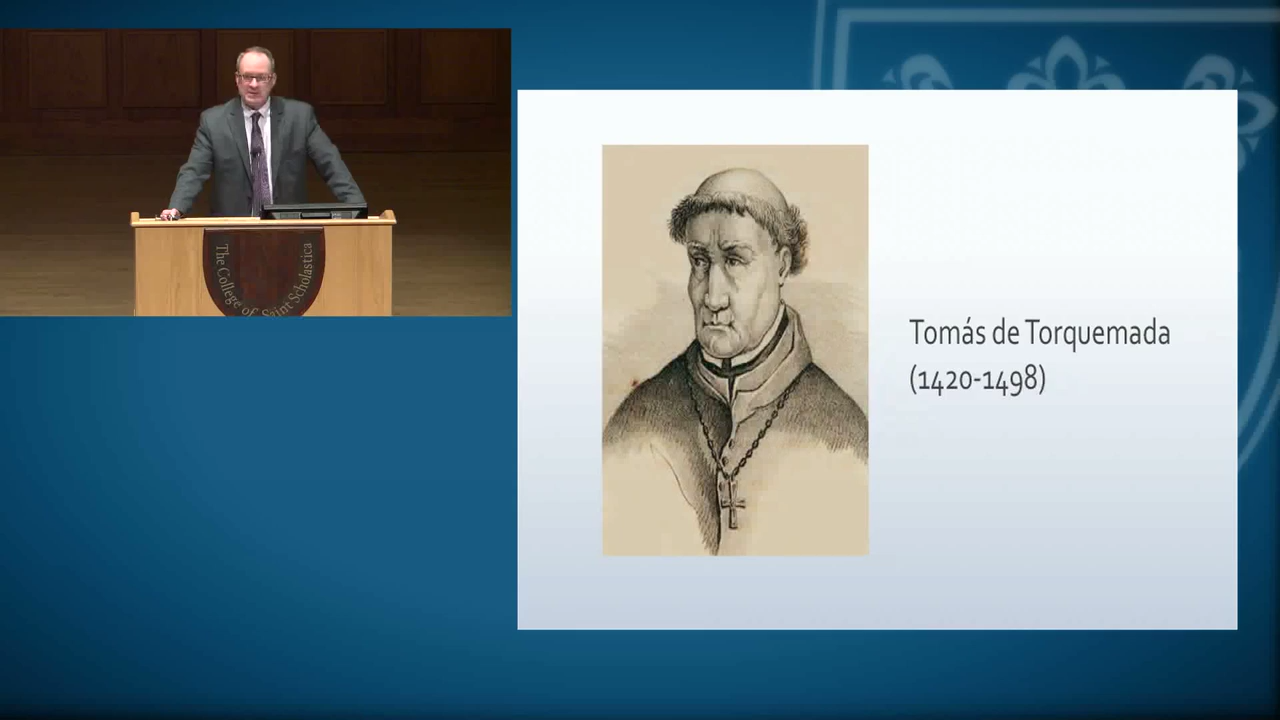 The College of Saint Scholastica
Tomás de Torquemada
(1420-1498)